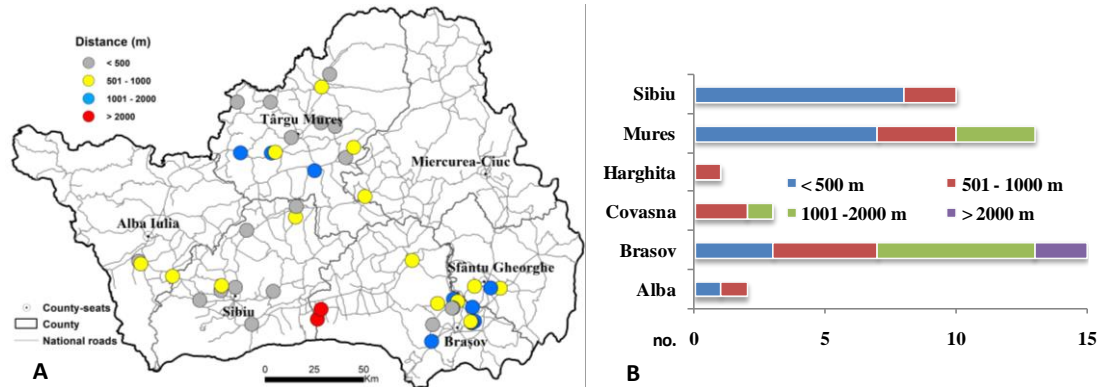 Distance (m)
< 500
501 - 1000
1001 - 2000
> 2000
Târgu Mureș
Miercurea-Ciuc
Alba Iulia
Sfântu Gheorghe
Sibiu
Brașov
County-seats
County
National roads
0 25 50
Km
A
Sibiu
Mures
Harghita
Covasna
Brasov
Alba
< 500 m 501 - 1000 m
1001 -2000 m > 2000 m
no. 0 5 10 15
B